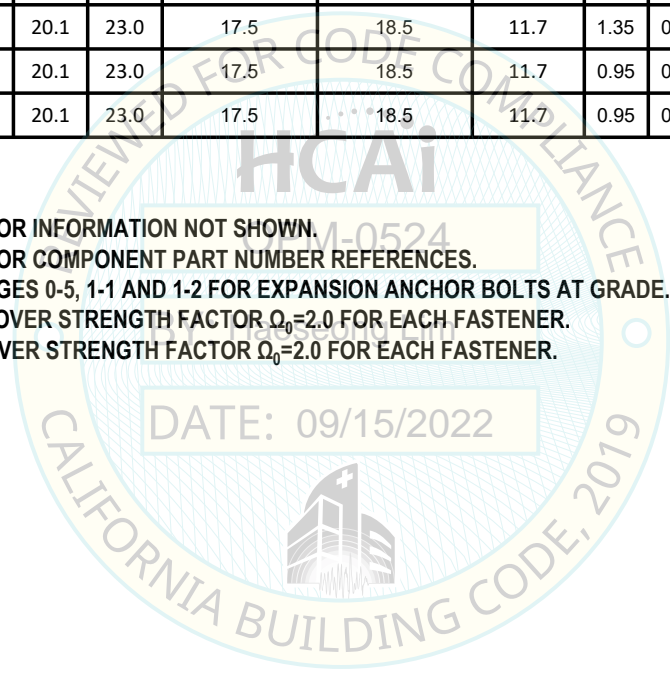 20.1 23.0 17.5 18.5 11.7 1.35 0
20.1 23.0 17.5 18.5 11.7 0.95 0
20.1 23.0 17.5 18.5 11.7 0.95 0
REVIEWED FOR CODE COMPLIANCE
HCAi
OR INFORMATION NOT SHOWN.
OPM-0524
OR COMPONENT PART NUMBER REFERENCES.
GES 0-5, 1-1 AND 1-2 FOR EXPANSION ANCHOR BOLTS AT GRADE.
OVER STRENGTH FACTOR Ω0=2.0 FOR EACH FASTENER.
BY: Haeseong Lim
VER STRENGTH FACTOR Ω0=2.0 FOR EACH FASTENER.
DATE: 09/15/2022
CALIFORNIA BUILDING CODE, 2019